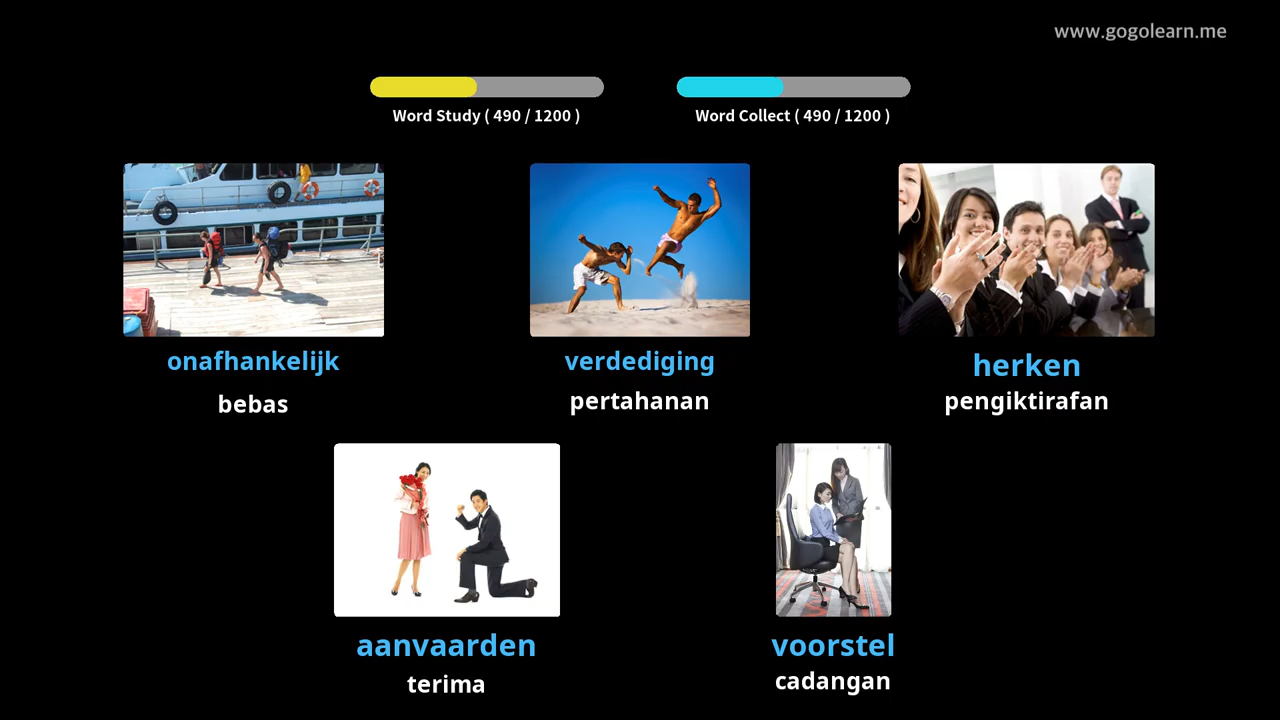 www.gogolearn.me
Word Study ( 490 / 1200 )
Word Collect ( 490 / 1200 )
onafhankelijk
bebas
verdediging
pertahanan
herken
pengiktirafan
aanvaarden
terima
voorstel
cadangan